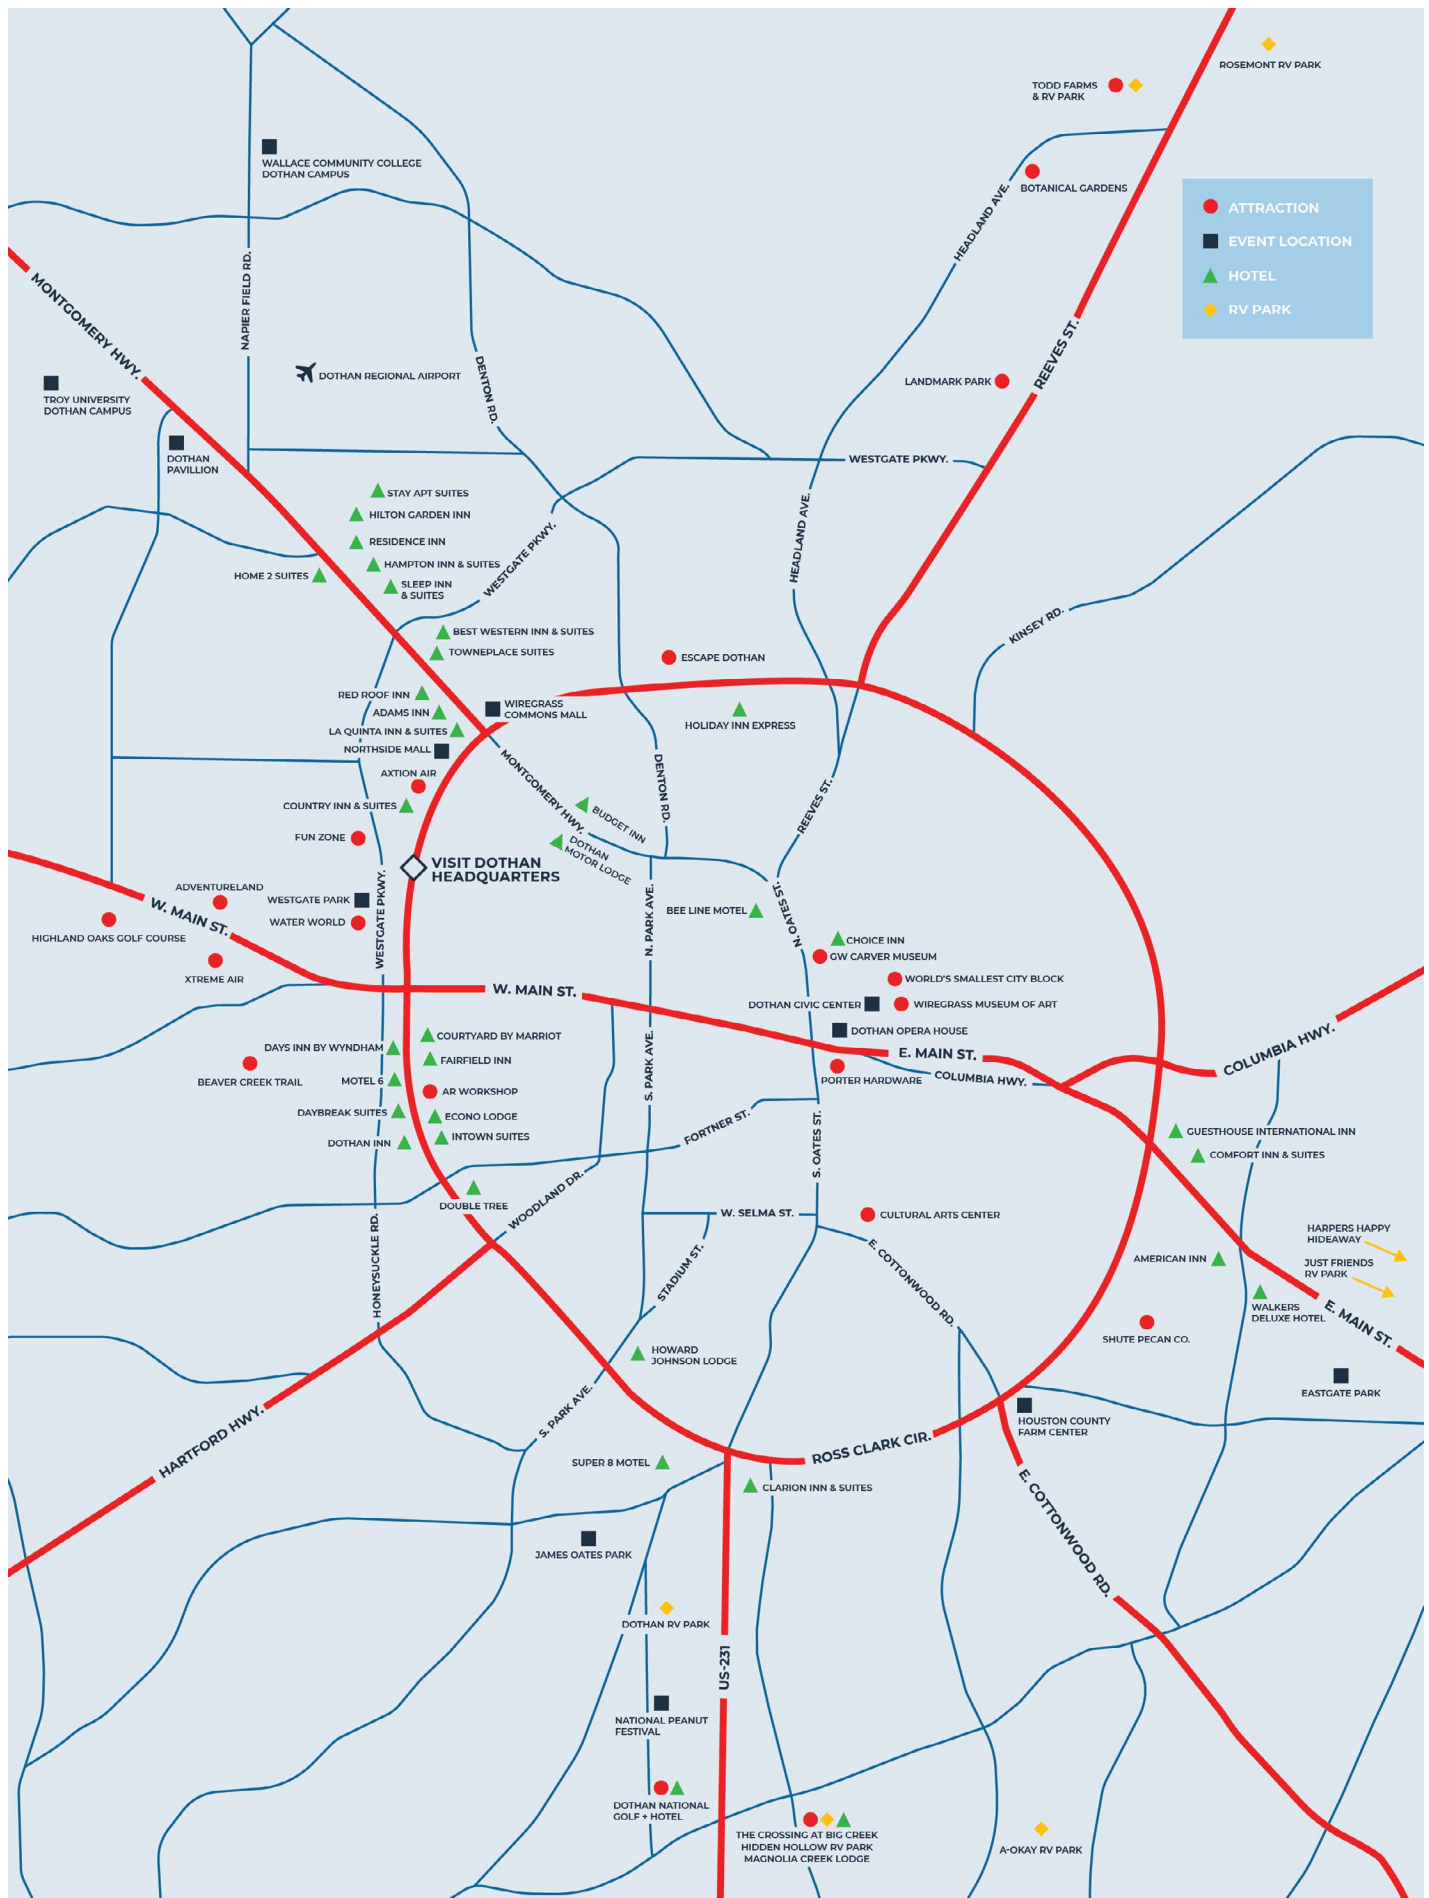 ROSEMONT RV PARK
TODD FARMS
& RV PARK
WALLACE COMMUNITY COLLEGE
DOTHAN CAMPUS
BOTANICAL GARDENS
HEADLAND AVE.
ATTRACTION
EVENT LOCATION
HOTEL
RV PARK
NAPIER FIELD RD.
MONTGOMERY HWY.
DOTHAN REGIONAL AIRPORT
DENTON RD.
REEVES ST.
LANDMARK PARK
TROY UNIVERSITY
DOTHAN CAMPUS
DOTHAN
PAVILLION
WESTGATE PKWY.
STAY APT SUITES
HILTON GARDEN INN
RESIDENCE INN
HAMPTON INN & SUITES
HOME 2 SUITES
SLEEP INN
& SUITES
WESTGATE PKWY.
HEADLAND AVE.
KINSEY RD.
BEST WESTERN INN & SUITES
TOWNEPLACE SUITES
ESCAPE DOTHAN
RED ROOF INN
ADAMS INN
WIREGRASS
COMMONS MALL
HOLIDAY INN EXPRESS
LA QUINTA INN & SUITES
NORTHSIDE MALL
AXTION AIR
MONTGOMERY HWY.
DENTON RD.
REEVES ST.
COUNTRY INN & SUITES
BUDGET INN
DOTHAN
MOTOR LODGE
FUN ZONE
VISIT DOTHAN
HEADQUARTERS
ADVENTURELAND
WESTGATE PARK
WATER WORLD
WESTGATE PKWY.
W. MAIN ST.
HIGHLAND OAKS GOLF COURSE
XTREME AIR
N. PARK AVE.
BEE LINE MOTEL
N. OATES ST.
CHOICE INN
GW CARVER MUSEUM
WORLD'S SMALLEST CITY BLOCK
W. MAIN ST.
DOTHAN CIVIC CENTER
WIREGRASS MUSEUM OF ART
DOTHAN OPERA HOUSE
E. MAIN ST.
COLUMBIA HWY.
COURTYARD BY MARRIOT
DAYS INN BY WYNDHAM
FAIRFIELD INN
BEAVER CREEK TRAIL
MOTEL 6
AR WORKSHOP
S. PARK AVE.
PORTER HARDWARE
COLUMBIA HWY.
DAYBREAK SUITES
ECONO LODGE
DOTHAN INN
INTOWN SUITES
FORTNER ST.
S. OATES ST.
GUESTHOUSE INTERNATIONAL INN
COMFORT INN & SUITES
DOUBLE TREE
WOODLAND DR.
W. SELMA ST.
CULTURAL ARTS CENTER
HARPERS HAPPY
HIDEAWAY
JUST FRIENDS
RV PARK
HONEYSUCKLE RD.
STADIUM ST.
E. COTTONWOOD RD.
AMERICAN INN
WALKERS
DELUXE HOTEL
E. MAIN ST.
SHUTE PECAN CO.
HOWARD
JOHNSON LODGE
EASTGATE PARK
HARTFORD HWY.
S. PARK AVE.
HOUSTON COUNTY
FARM CENTER
ROSS CLARK CIR.
SUPER 8 MOTEL
CLARION INN & SUITES
E. COTTONWOOD RD.
JAMES OATES PARK
DOTHAN RV PARK
US-231
NATIONAL PEANUT
FESTIVAL
DOTHAN NATIONAL
GOLF + HOTEL
THE CROSSING AT BIG CREEK
HIDDEN HOLLOW RV PARK
MAGNOLIA CREEK LODGE
A-OKAY RV PARK